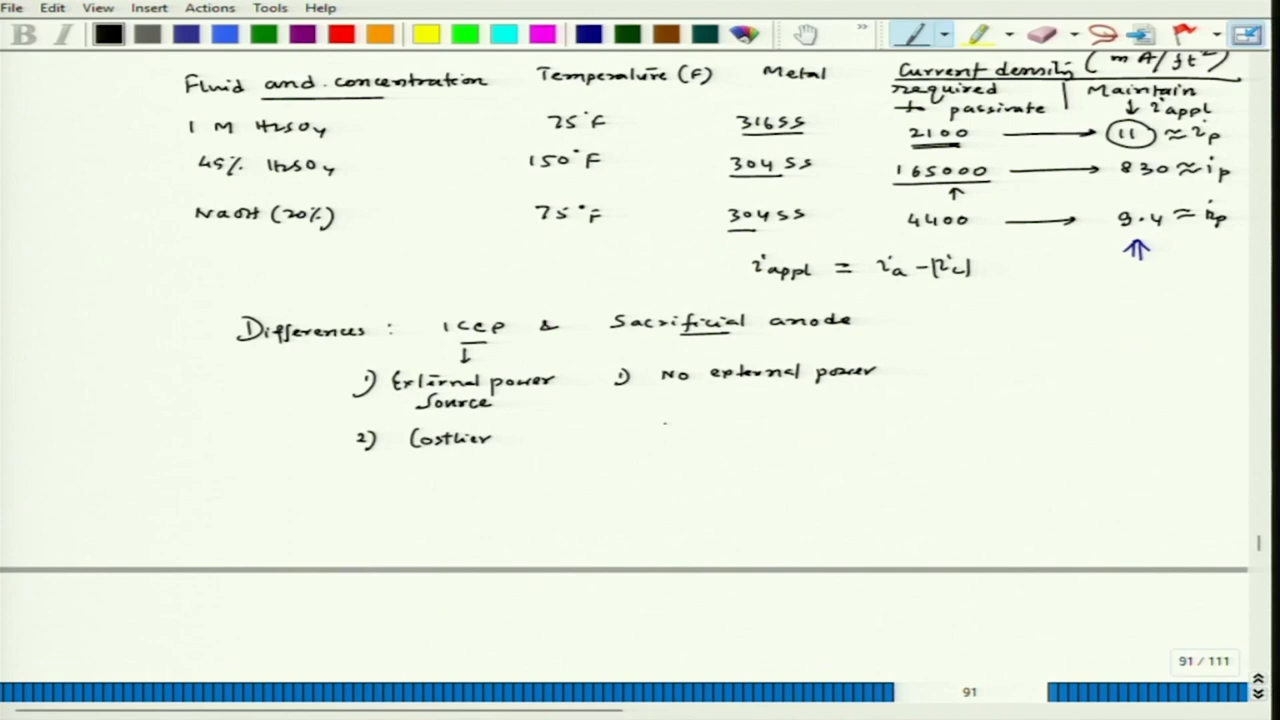 File Edit View Insert Actions Tools Help
B I
Fluid and concentration Temperature (F) Metal Current density (mA/ft²)
required to passivate | Maintain ↓ iappl
1 M H2SO4 75°F 316SS 2100 → 11 ≈ ip
45% H2SO4 150°F 304SS 165000 → 830 ≈ ip
NaOH (20%) 75°F 304SS 4400 → 9.4 ≈ ip
iappl = ia - |ic|
Differences : ICCP & Sacrificial anode
1) External power source 1) No external power
2) Costlier
91 / 111
91